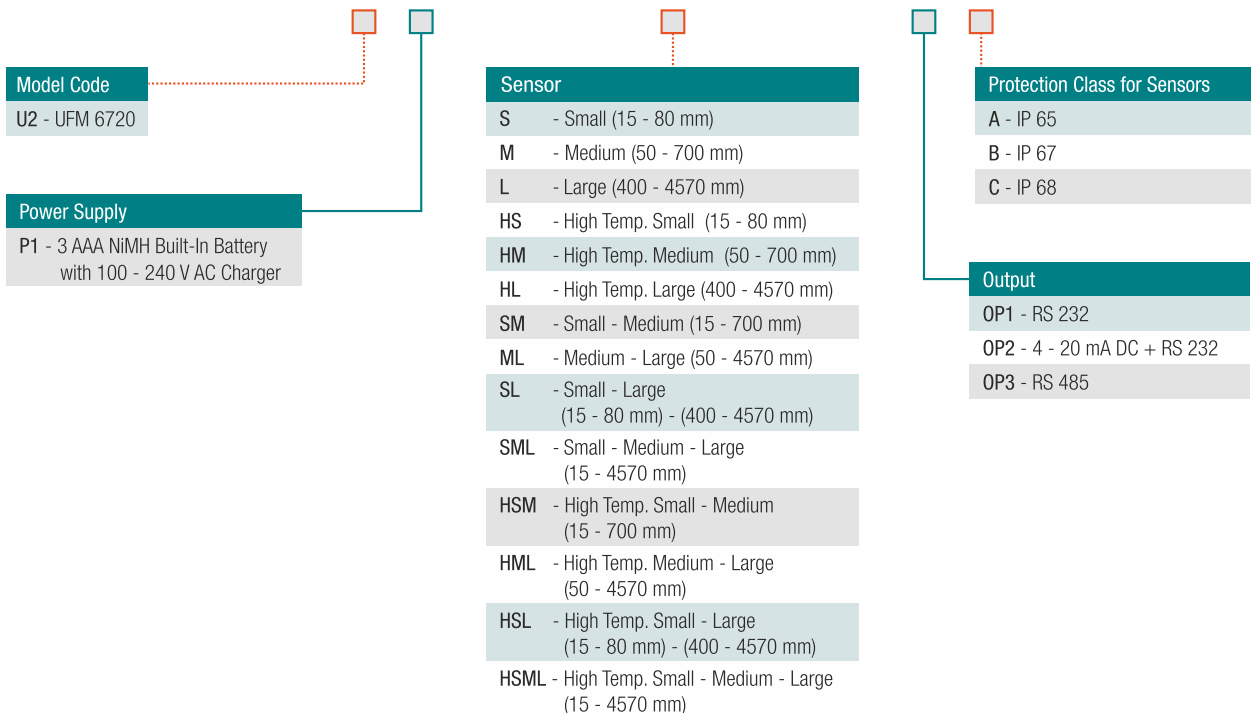 Model Code
U2 - UFM 6720
Power Supply
P1 - 3 AAA NiMH Built-In Battery
with 100 - 240 V AC Charger
Sensor
S - Small (15 - 80 mm)
M - Medium (50 - 700 mm)
L - Large (400 - 4570 mm)
HS - High Temp. Small (15 - 80 mm)
HM - High Temp. Medium (50 - 700 mm)
HL - High Temp. Large (400 - 4570 mm)
SM - Small - Medium (15 - 700 mm)
ML - Medium - Large (50 - 4570 mm)
SL - Small - Large
(15 - 80 mm) - (400 - 4570 mm)
SML - Small - Medium - Large
(15 - 4570 mm)
HSM - High Temp. Small - Medium
(15 - 700 mm)
HML - High Temp. Medium - Large
(50 - 4570 mm)
HSL - High Temp. Small - Large
(15 - 80 mm) - (400 - 4570 mm)
HSML - High Temp. Small - Medium - Large
(15 - 4570 mm)
Protection Class for Sensors
A - IP 65
B - IP 67
C - IP 68
Output
OP1 - RS 232
OP2 - 4 - 20 mA DC + RS 232
OP3 - RS 485